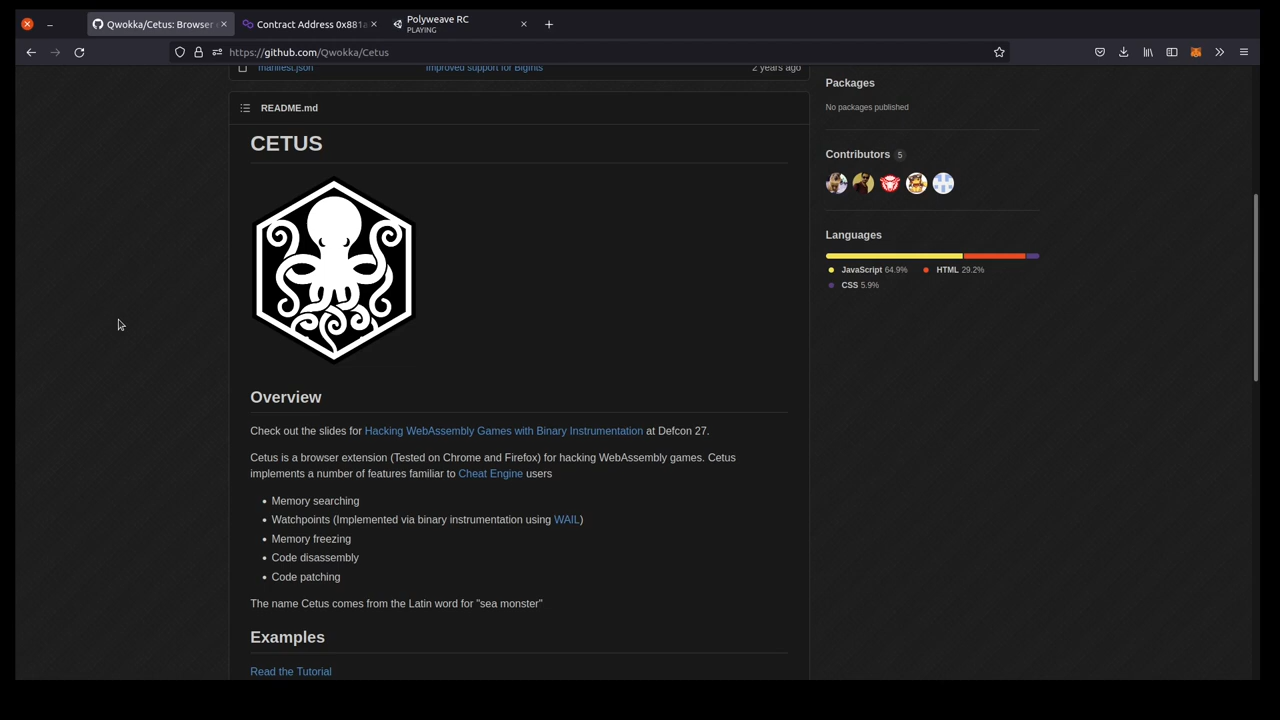 Qwokka/Cetus: Browser
Contract Address 0x881a
Polyweave RC
PLAYING
https://github.com/Qwokka/Cetus
manifest.json
Improved support for BigInts
2 years ago
README.md
CETUS
Overview
Check out the slides for Hacking WebAssembly Games with Binary Instrumentation at Defcon 27.
Cetus is a browser extension (Tested on Chrome and Firefox) for hacking WebAssembly games. Cetus
implements a number of features familiar to Cheat Engine users
• Memory searching
• Watchpoints (Implemented via binary instrumentation using WAIL)
• Memory freezing
• Code disassembly
• Code patching
The name Cetus comes from the Latin word for "sea monster"
Examples
Read the Tutorial
Packages
No packages published
Contributors 5
Languages
JavaScript 64.9% HTML 29.2%
CSS 5.9%